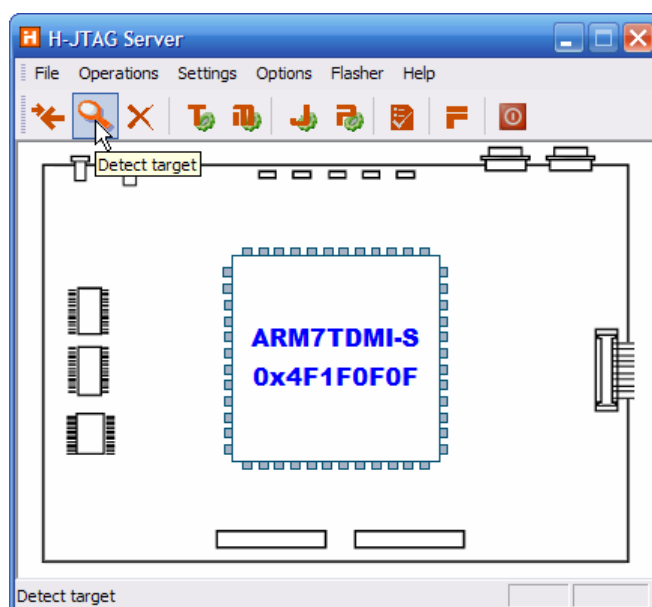 H-JTAG Server
File Operations Settings Options Flasher Help
Detect target
ARM7TDMI-S
0x4F1F0F0F
Detect target